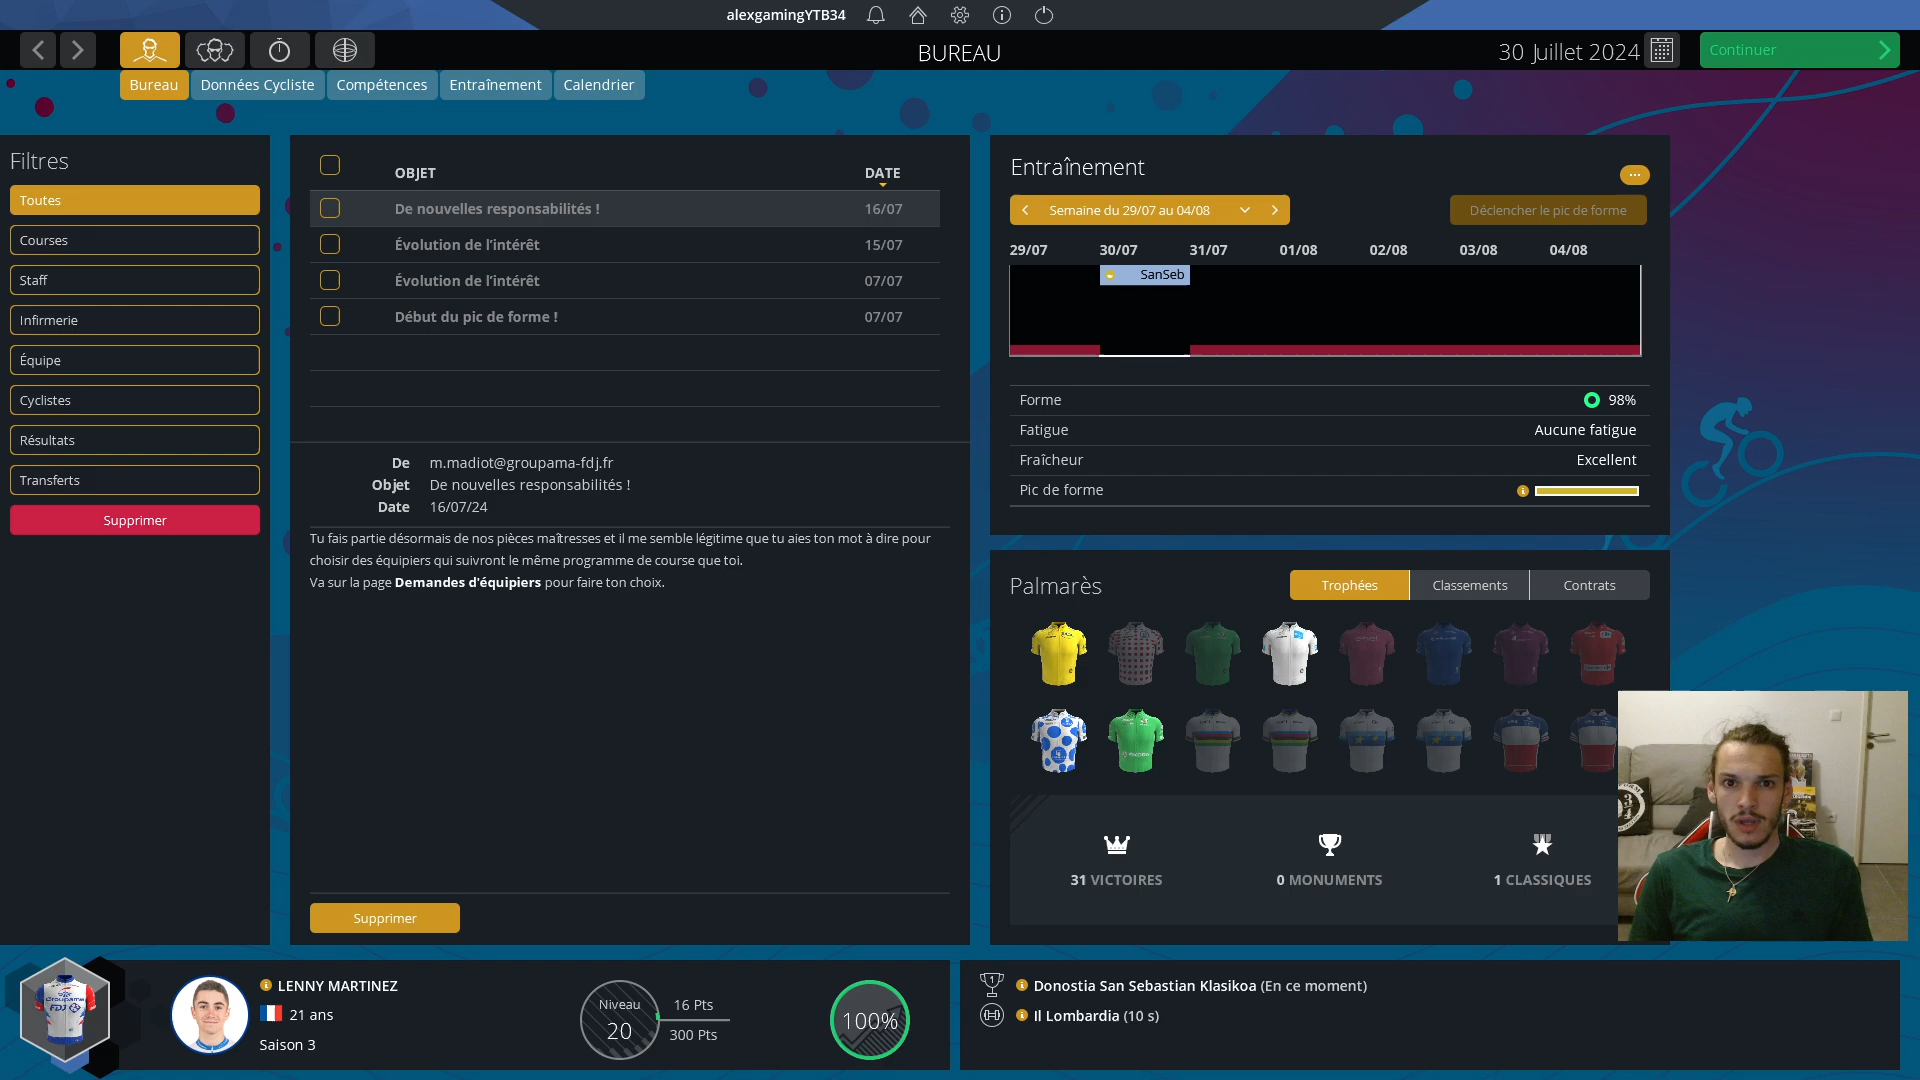 alexgamingYTB34
BUREAU
30 Juillet 2024
Continuer
Bureau
Données Cycliste
Compétences
Entraînement
Calendrier
Filtres
Toutes
Courses
Staff
Infirmerie
Équipe
Cyclistes
Résultats
Transferts
Supprimer
OBJET DATE
De nouvelles responsabilités ! 16/07
Évolution de l'intérêt 15/07
Évolution de l'intérêt 07/07
Début du pic de forme ! 07/07
De m.madiot@groupama-fdj.fr
Objet De nouvelles responsabilités !
Date 16/07/24
Tu fais partie désormais de nos pièces maîtresses et il me semble légitime que tu aies ton mot à dire pour
choisir des équipiers qui suivront le même programme de course que toi.
Va sur la page Demandes d'équipiers pour faire ton choix.
Supprimer
Entraînement
Semaine du 29/07 au 04/08
Déclencher le pic de forme
29/07 30/07 31/07 01/08 02/08 03/08 04/08
SanSeb
Forme 98%
Fatigue Aucune fatigue
Fraîcheur Excellent
Pic de forme
Palmarès
Trophées
Classements
Contrats
31 VICTOIRES
0 MONUMENTS
1 CLASSIQUES
LENNY MARTINEZ
21 ans
Saison 3
Niveau
20
16 Pts
300 Pts
100%
Donostia San Sebastian Klasikoa (En ce moment)
Il Lombardia (10 s)